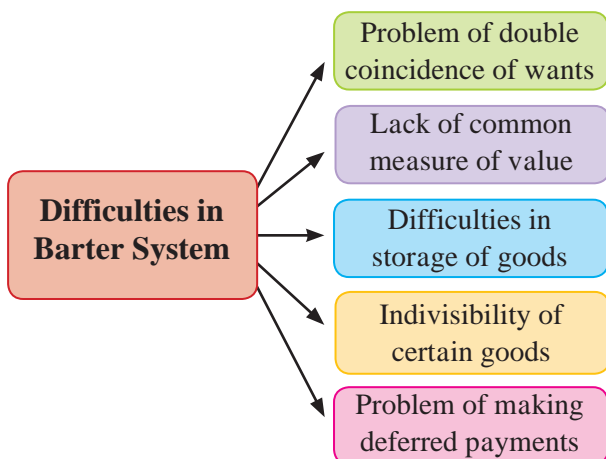 Difficulties in
Barter System
Problem of double
coincidence of wants
Lack of common
measure of value
Difficulties in
storage of goods
Indivisibility of
certain goods
Problem of making
deferred payments